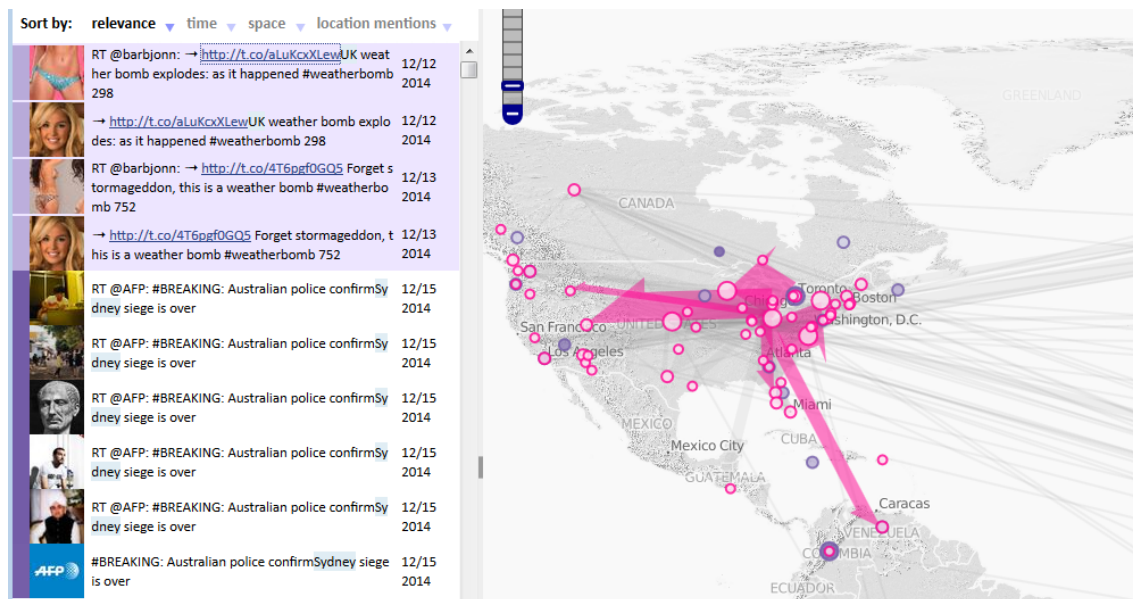 Sort by: relevance time space location mentions
RT @barbjonn: → http://t.co/aLuKcxXLewUK weat
her bomb explodes: as it happened #weatherbomb
298
12/12
2014
→ http://t.co/aLuKcxXLewUK weather bomb explo
des: as it happened #weatherbomb 298
12/12
2014
RT @barbjonn: → http://t.co/4T6pgf0GQ5 Forget s
tormageddon, this is a weather bomb #weatherbo
mb 752
12/13
2014
→ http://t.co/4T6pgf0GQ5 Forget stormageddon, t
his is a weather bomb #weatherbomb 752
12/13
2014
RT @AFP: #BREAKING: Australian police confirmSy
dney siege is over
12/15
2014
RT @AFP: #BREAKING: Australian police confirmSy
dney siege is over
12/15
2014
RT @AFP: #BREAKING: Australian police confirmSy
dney siege is over
12/15
2014
RT @AFP: #BREAKING: Australian police confirmSy
dney siege is over
12/15
2014
RT @AFP: #BREAKING: Australian police confirmSy
dney siege is over
12/15
2014
AFP
#BREAKING: Australian police confirmSydney siege
is over
12/15
2014
GREENLAND
CANADA
Toronto
Chicago
Boston
San Francisco
UNITED STATES
Washington, D.C.
Los Angeles
Atlanta
Miami
MEXICO
CUBA
Mexico City
GUATEMALA
Caracas
VENEZUELA
COLOMBIA
ECUADOR